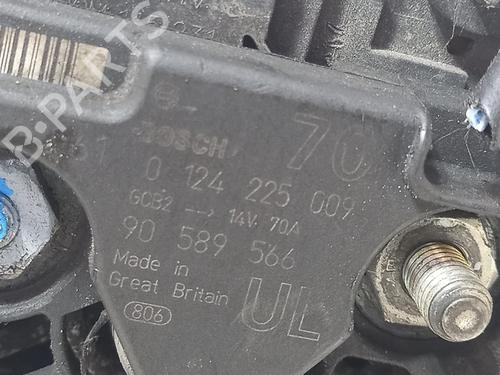 BOSCH 70
0 124 225 009
GCB2 --> 14V 70A
90 589 566
Made in
Great Britain
UL
806
B-PARTS